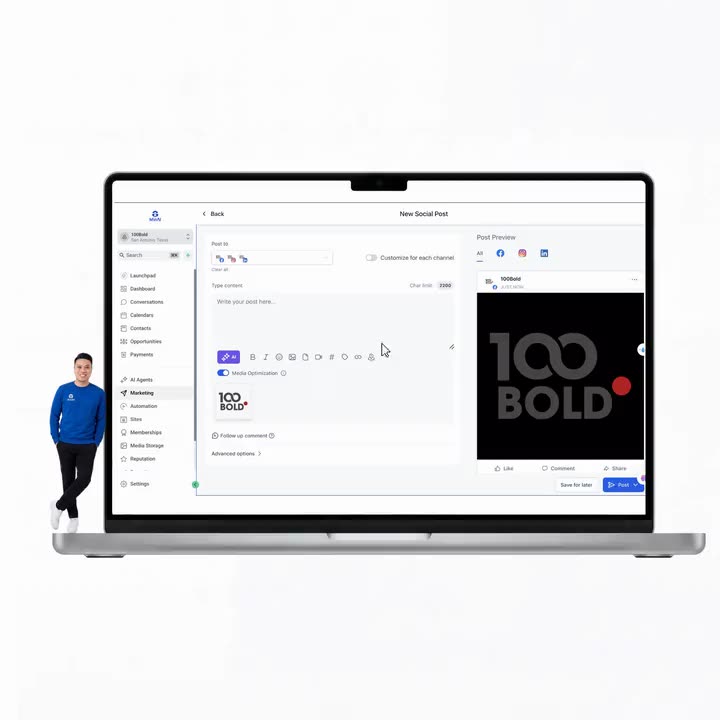 Back
New Social Post
100Bold
San Antonio, Texas
Search
⌘K
Launchpad
Dashboard
Conversations
Calendars
Contacts
Opportunities
Payments
AI Agents
Marketing
Automation
Sites
Memberships
Media Storage
Reputation
Settings
Post to
Customize for each channel
Clear all
Type content
Char limit: 2200
Write your post here...
AI
B I #
Media Optimization
100
BOLD
Follow up comment
Advanced options
Post Preview
All
100Bold
JUST NOW
100
BOLD
Like
Comment
Share
Save for later
Post